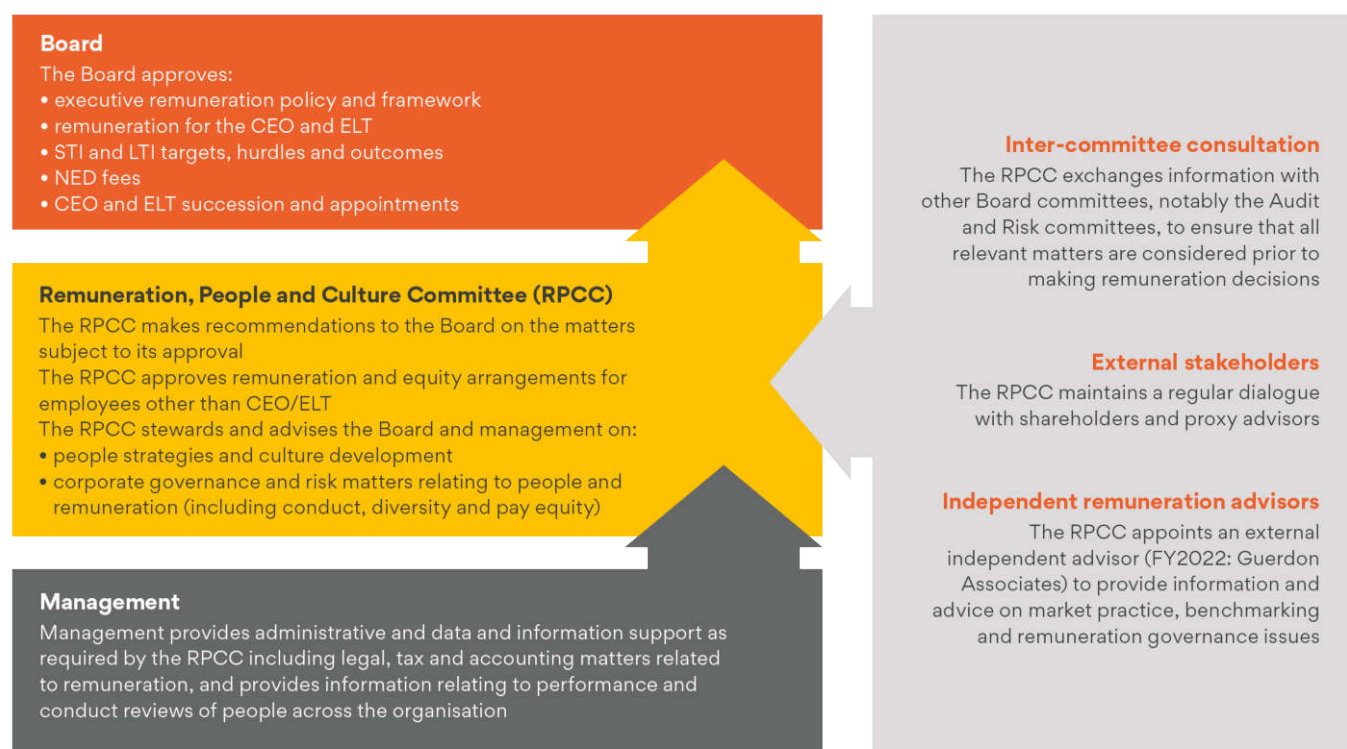 Board
The Board approves:
• executive remuneration policy and framework
• remuneration for the CEO and ELT
• STI and LTI targets, hurdles and outcomes
• NED fees
• CEO and ELT succession and appointments
Remuneration, People and Culture Committee (RPCC)
The RPCC makes recommendations to the Board on the matters
subject to its approval
The RPCC approves remuneration and equity arrangements for
employees other than CEO/ELT
The RPCC stewards and advises the Board and management on:
• people strategies and culture development
• corporate governance and risk matters relating to people and
remuneration (including conduct, diversity and pay equity)
Management
Management provides administrative and data and information support as
required by the RPCC including legal, tax and accounting matters related
to remuneration, and provides information relating to performance and
conduct reviews of people across the organisation
Inter-committee consultation
The RPCC exchanges information with
other Board committees, notably the Audit
and Risk committees, to ensure that all
relevant matters are considered prior to
making remuneration decisions
External stakeholders
The RPCC maintains a regular dialogue
with shareholders and proxy advisors
Independent remuneration advisors
The RPCC appoints an external
independent advisor (FY2022: Guerdon
Associates) to provide information and
advice on market practice, benchmarking
and remuneration governance issues